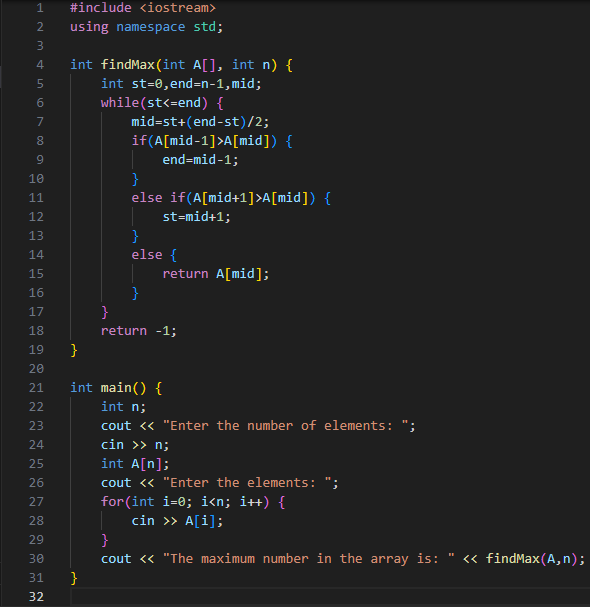 1 #include <iostream>
2 using namespace std;
3
4 int findMax(int A[], int n) {
5     int st=0,end=n-1,mid;
6     while(st<=end) {
7         mid=st+(end-st)/2;
8         if(A[mid-1]>A[mid]) {
9             end=mid-1;
10         }
11         else if(A[mid+1]>A[mid]) {
12             st=mid+1;
13         }
14         else {
15             return A[mid];
16         }
17     }
18     return -1;
19 }
20
21 int main() {
22     int n;
23     cout << "Enter the number of elements: ";
24     cin >> n;
25     int A[n];
26     cout << "Enter the elements: ";
27     for(int i=0; i<n; i++) {
28         cin >> A[i];
29     }
30     cout << "The maximum number in the array is: " << findMax(A,n);
31 }
32